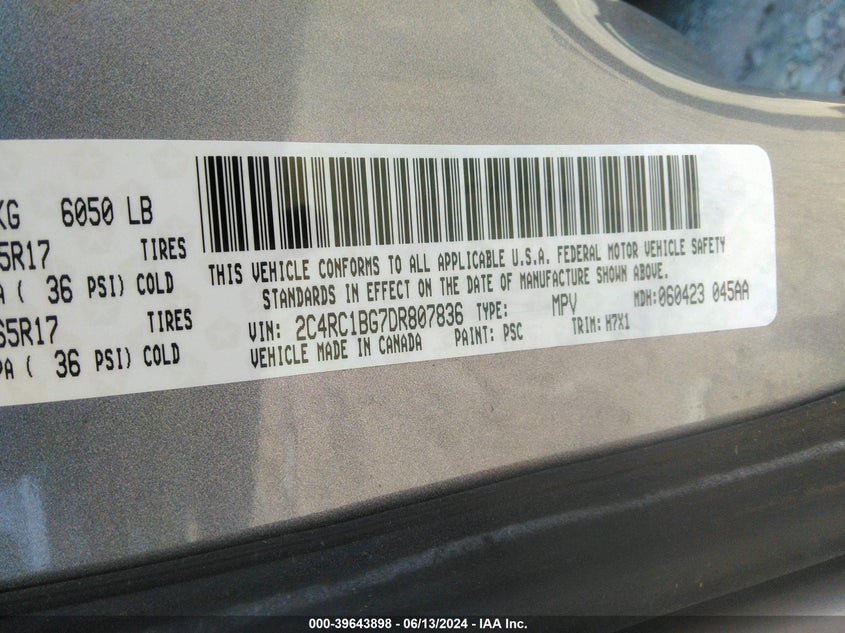 KG 6050 LB
5R17 TIRES
A ( 36 PSI) COLD
65R17 TIRES
PA ( 36 PSI) COLD
THIS VEHICLE CONFORMS TO ALL APPLICABLE U.S.A. FEDERAL MOTOR VEHICLE SAFETY
STANDARDS IN EFFECT ON THE DATE OF MANUFACTURE SHOWN ABOVE.
VIN: 2C4RC1BG7DR807836 TYPE: MPV MDH:060423 045AA
VEHICLE MADE IN CANADA PAINT: PSC TRIM: H7X1
000-39643898 - 06/13/2024 - IAA Inc.